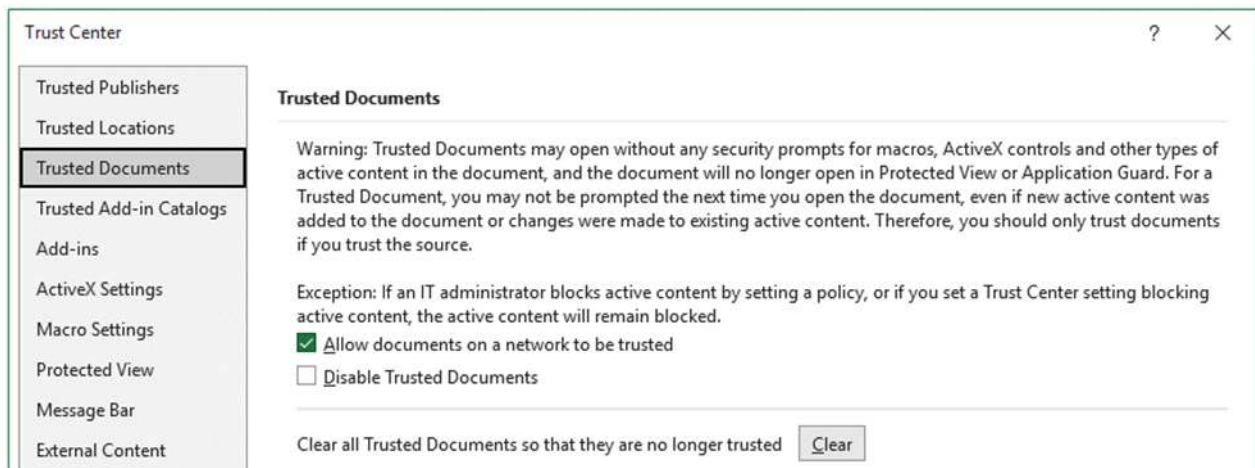 Trust Center
?
Trusted Publishers
Trusted Locations
Trusted Documents
Trusted Add-in Catalogs
Add-ins
ActiveX Settings
Macro Settings
Protected View
Message Bar
External Content
Trusted Documents
Warning: Trusted Documents may open without any security prompts for macros, ActiveX controls and other types of
active content in the document, and the document will no longer open in Protected View or Application Guard. For a
Trusted Document, you may not be prompted the next time you open the document, even if new active content was
added to the document or changes were made to existing active content. Therefore, you should only trust documents
if you trust the source.
Exception: If an IT administrator blocks active content by setting a policy, or if you set a Trust Center setting blocking
active content, the active content will remain blocked.
Allow documents on a network to be trusted
Disable Trusted Documents
Clear all Trusted Documents so that they are no longer trusted Clear